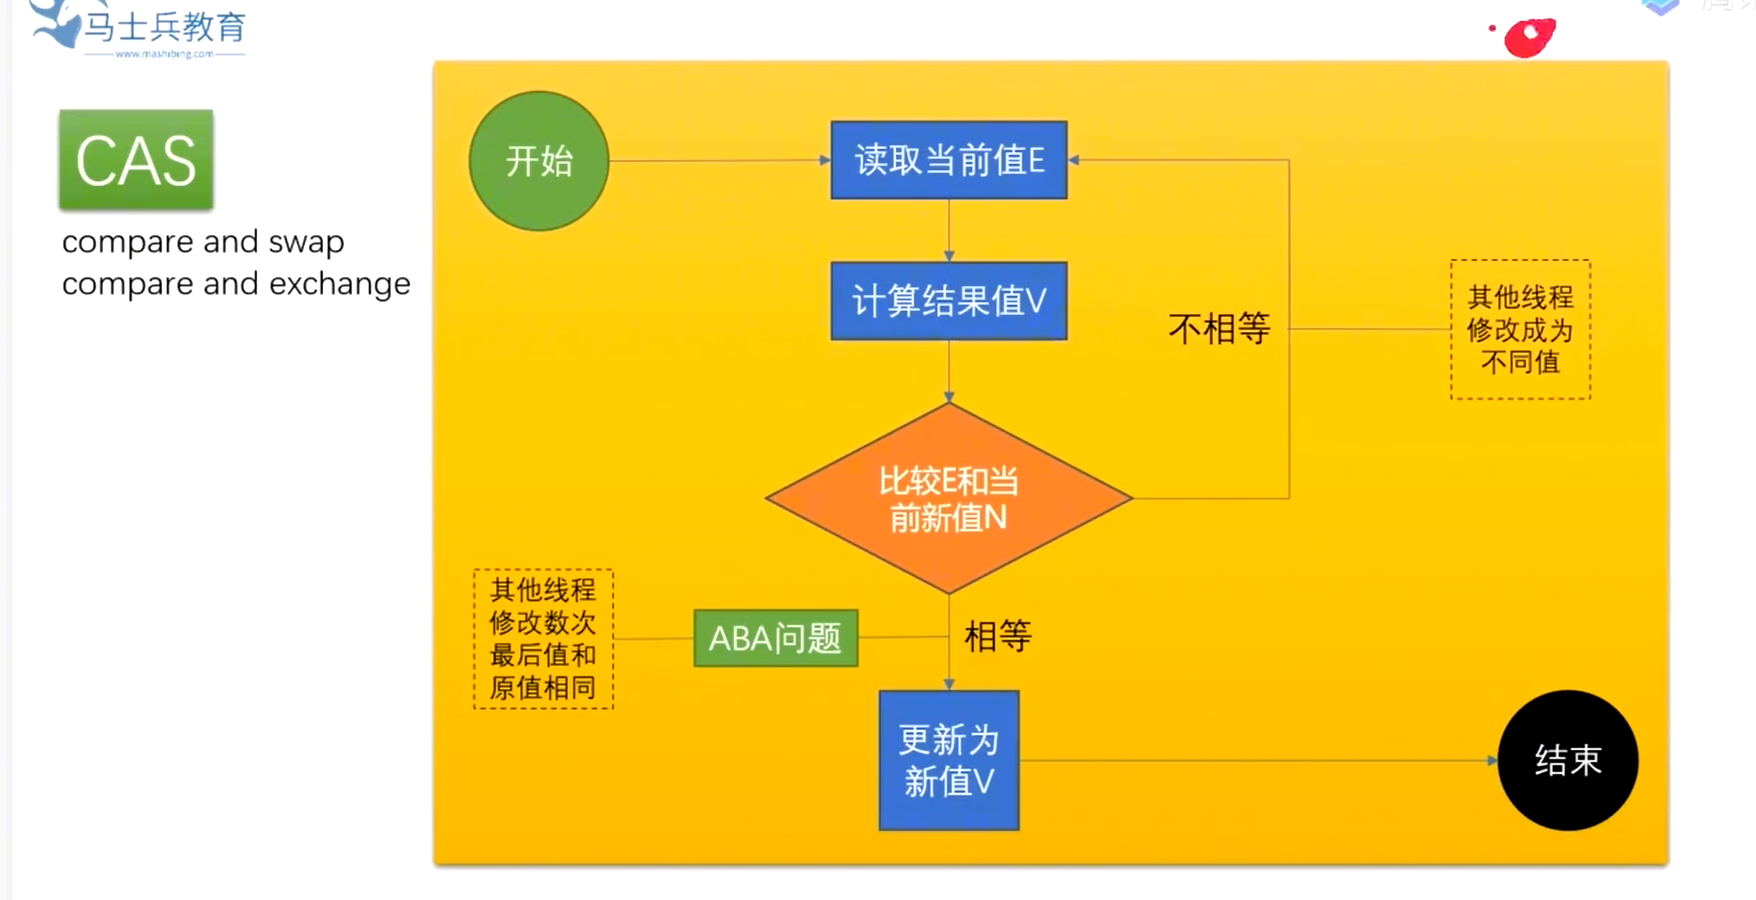 马士兵教育
www.mashibing.com
CAS
compare and swap
compare and exchange
开始
读取当前值E
计算结果值V
不相等
其他线程
修改成为
不同值
比较E和当
前新值N
其他线程
修改数次
最后值和
原值相同
ABA问题
相等
更新为
新值V
结束